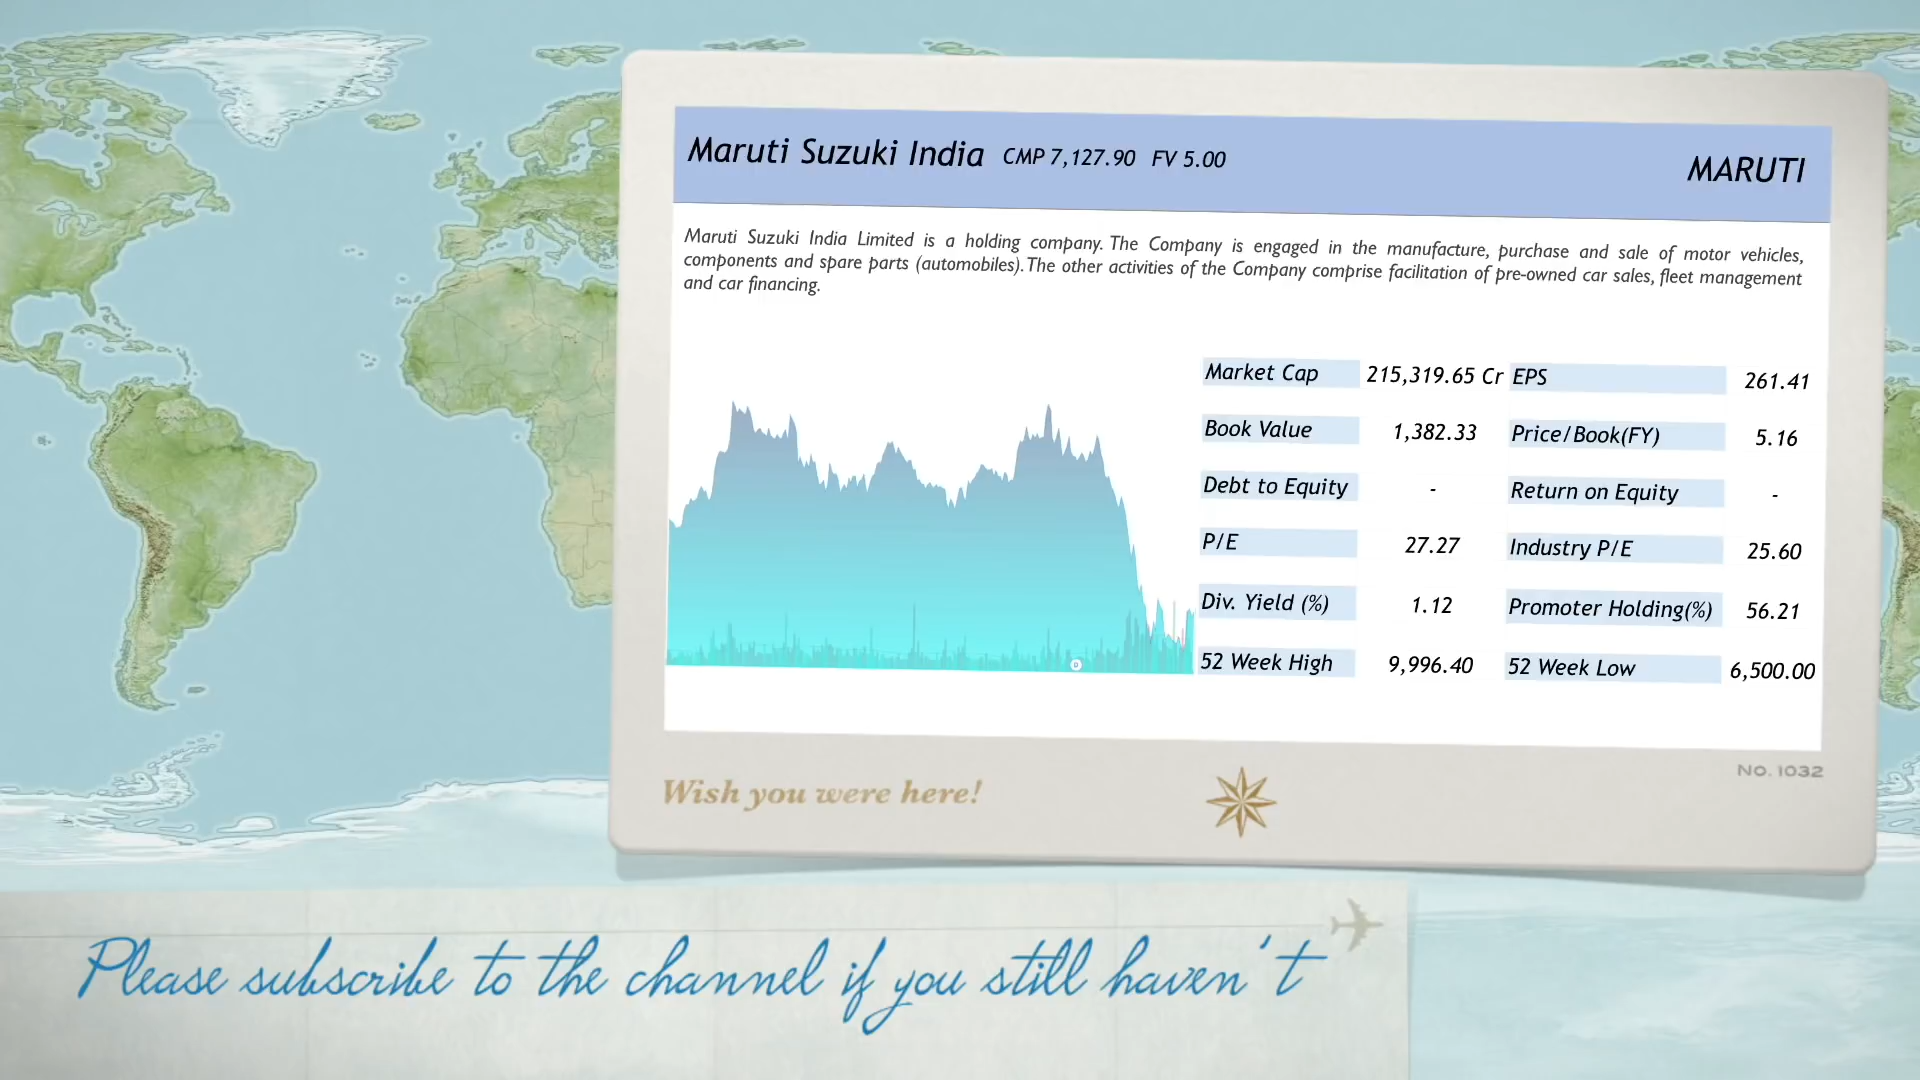 Maruti Suzuki India CMP 7,127.90 FV 5.00 MARUTI
Maruti Suzuki India Limited is a holding company. The Company is engaged in the manufacture, purchase and sale of motor vehicles,
components and spare parts (automobiles). The other activities of the Company comprise facilitation of pre-owned car sales, fleet management
and car financing.
Market Cap 215,319.65 Cr EPS 261.41
Book Value 1,382.33 Price/Book(FY) 5.16
Debt to Equity - Return on Equity -
P/E 27.27 Industry P/E 25.60
Div. Yield (%) 1.12 Promoter Holding(%) 56.21
52 Week High 9,996.40 52 Week Low 6,500.00
Wish you were here!
NO. 1032
Please subscribe to the channel if you still haven't